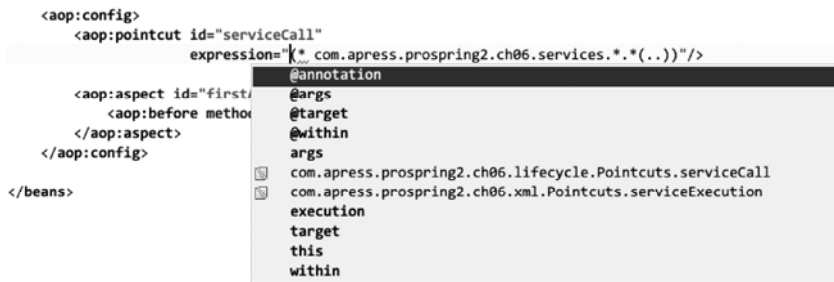 <aop:config>
<aop:pointcut id="serviceCall"
expression="(* com.apress.prospring2.ch06.services.*.*(..))"/>
@annotation
<aop:aspect id="firstA
@args
<aop:before method
@target
</aop:aspect>
@within
</aop:config>
args
com.apress.prospring2.ch06.lifecycle.Pointcuts.serviceCall
</beans>
com.apress.prospring2.ch06.xml.Pointcuts.serviceExecution
execution
target
this
within